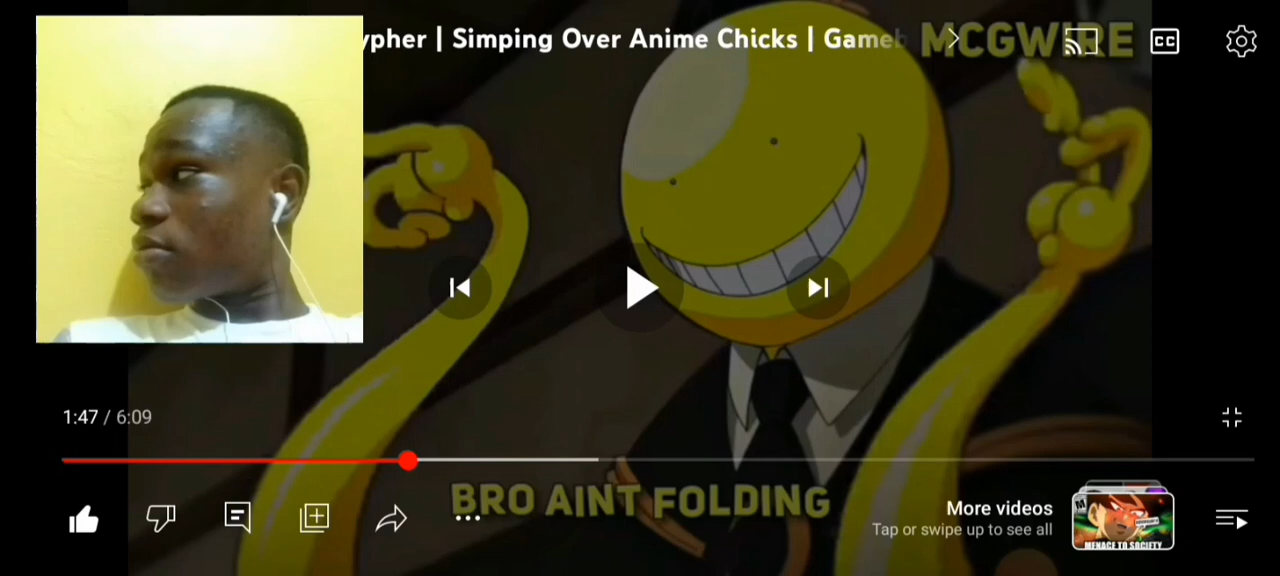 ypher | Simping Over Anime Chicks | Gameb
MCGWIRE
CC
1:47 / 6:09
BRO AINT FOLDING
More videos
Tap or swipe up to see all
MENACE TO SOCIETY